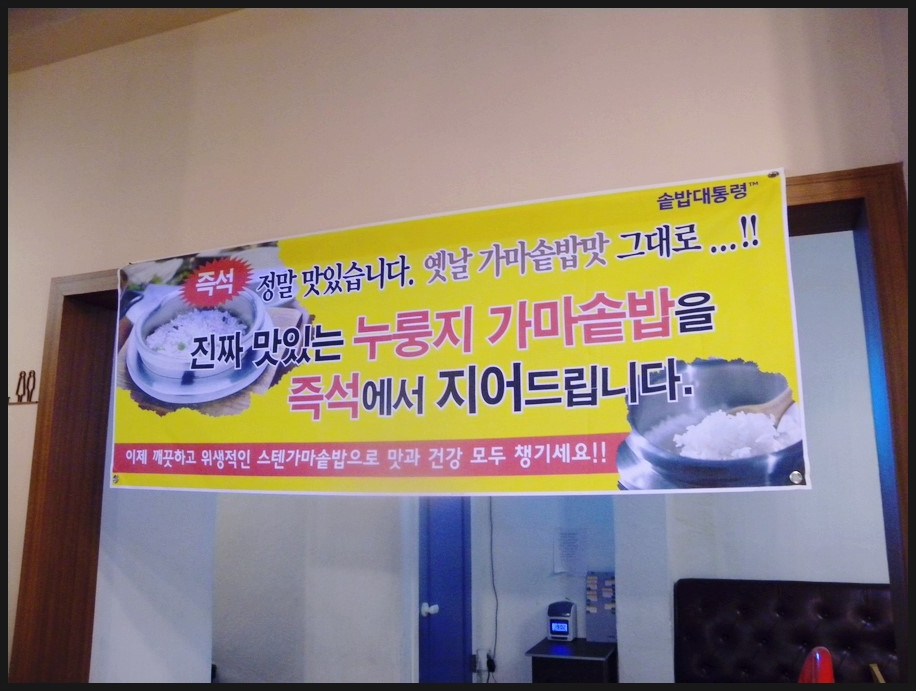 솥밥대통령™
즉석 정말 맛있습니다. 옛날 가마솥밥맛 그대로 ...!!
진짜 맛있는 누룽지 가마솥밥을
즉석에서 지어드립니다.
이제 깨끗하고 위생적인 스텐가마솥밥으로 맛과 건강 모두 챙기세요!!